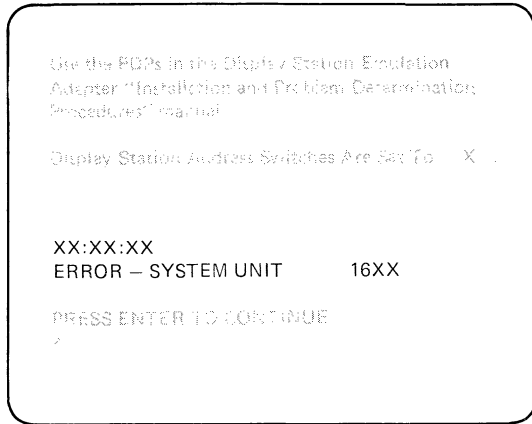 Use the PDPs in the Display Station Emulation
Adapter "Installation and Problem Determination
Procedures" manual
Display Station Address Switches Are Set To X .
XX:XX:XX
ERROR – SYSTEM UNIT 16XX
PRESS ENTER TO CONTINUE